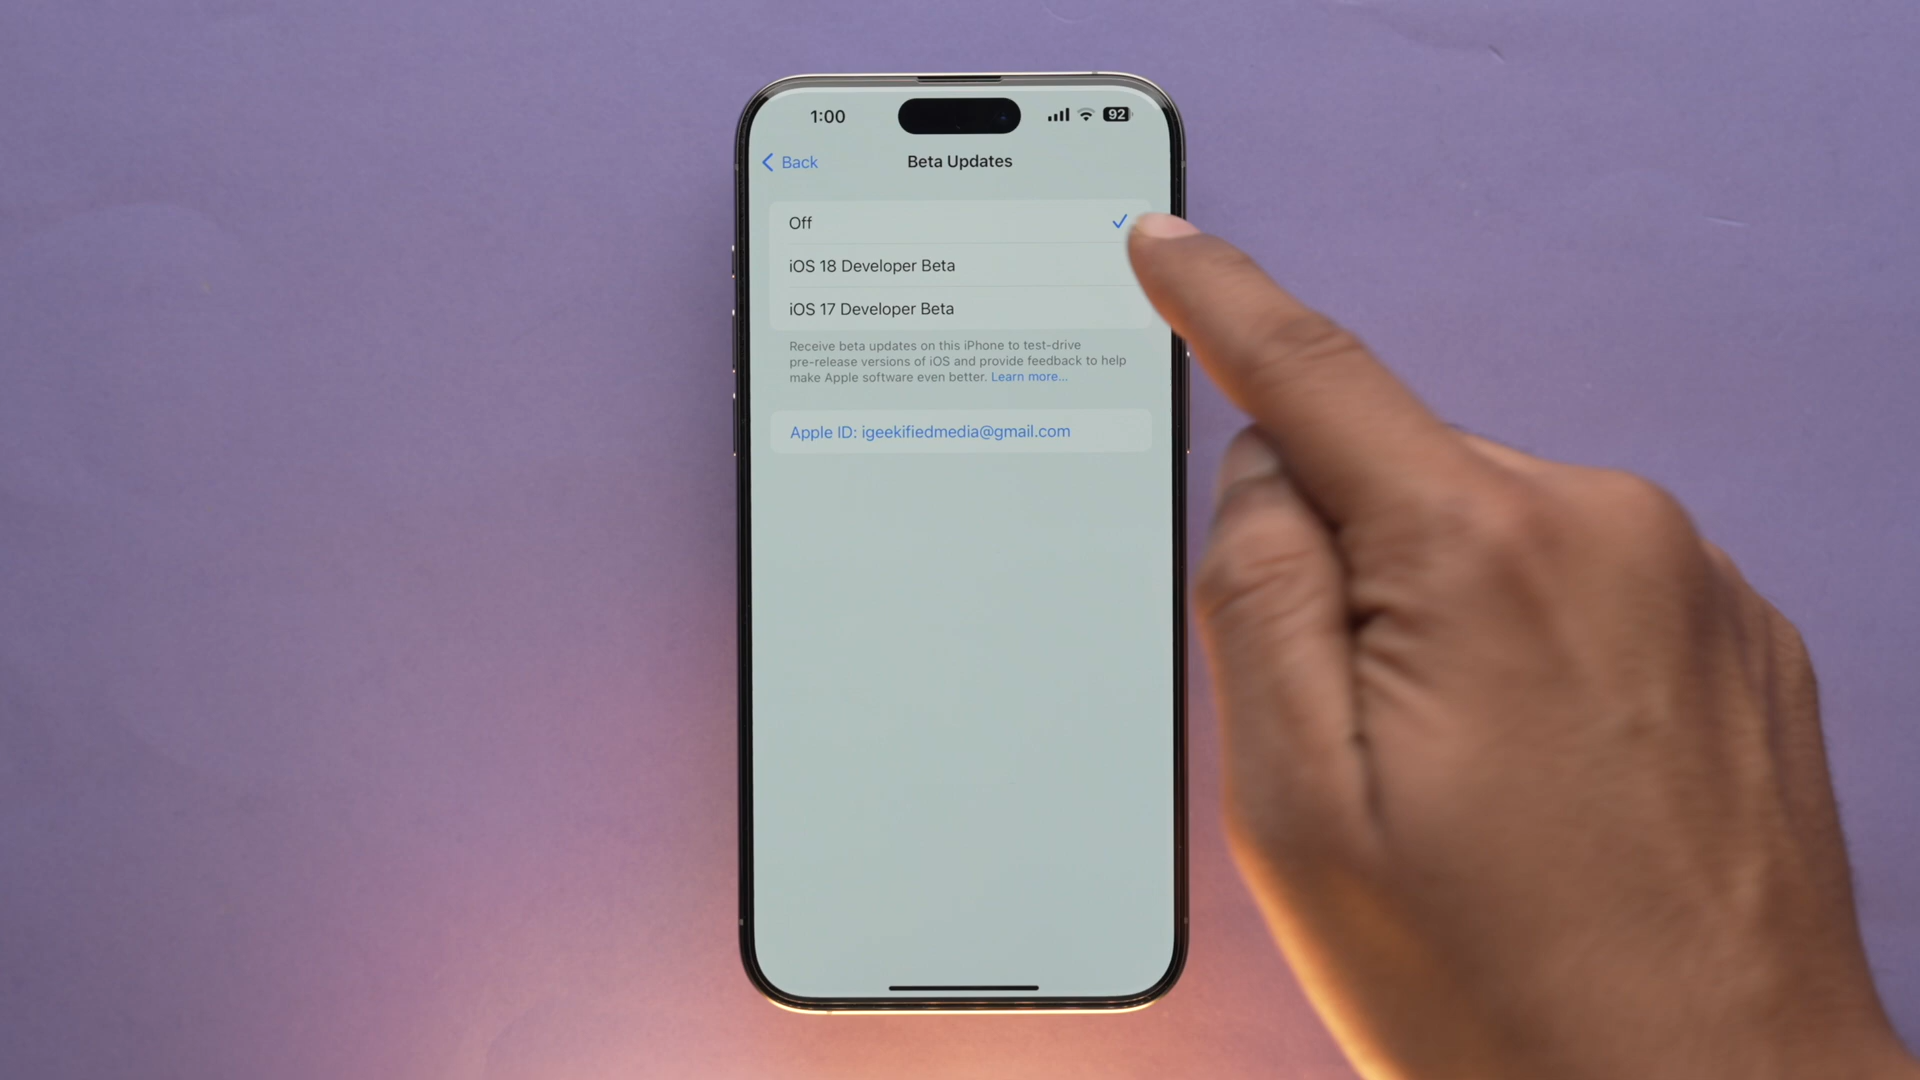 1:00
92
Back
Beta Updates
Off
iOS 18 Developer Beta
iOS 17 Developer Beta
Receive beta updates on this iPhone to test-drive
pre-release versions of iOS and provide feedback to help
make Apple software even better. Learn more...
Apple ID: igeekifiedmedia@gmail.com